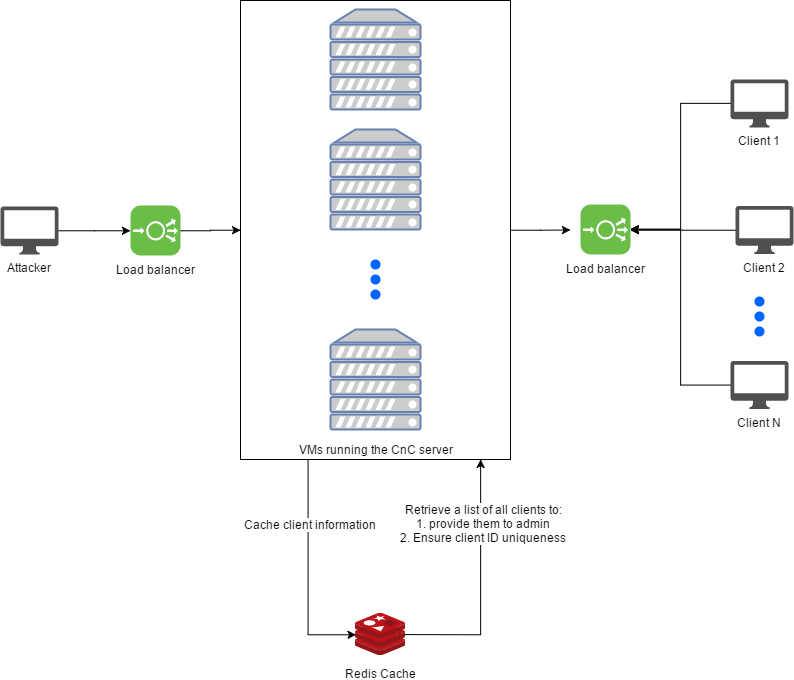 Client 1
Attacker
Load balancer
Load balancer
Client 2
Client N
VMs running the CnC server
Cache client information
Retrieve a list of all clients to:
1. provide them to admin
2. Ensure client ID uniqueness
Redis Cache